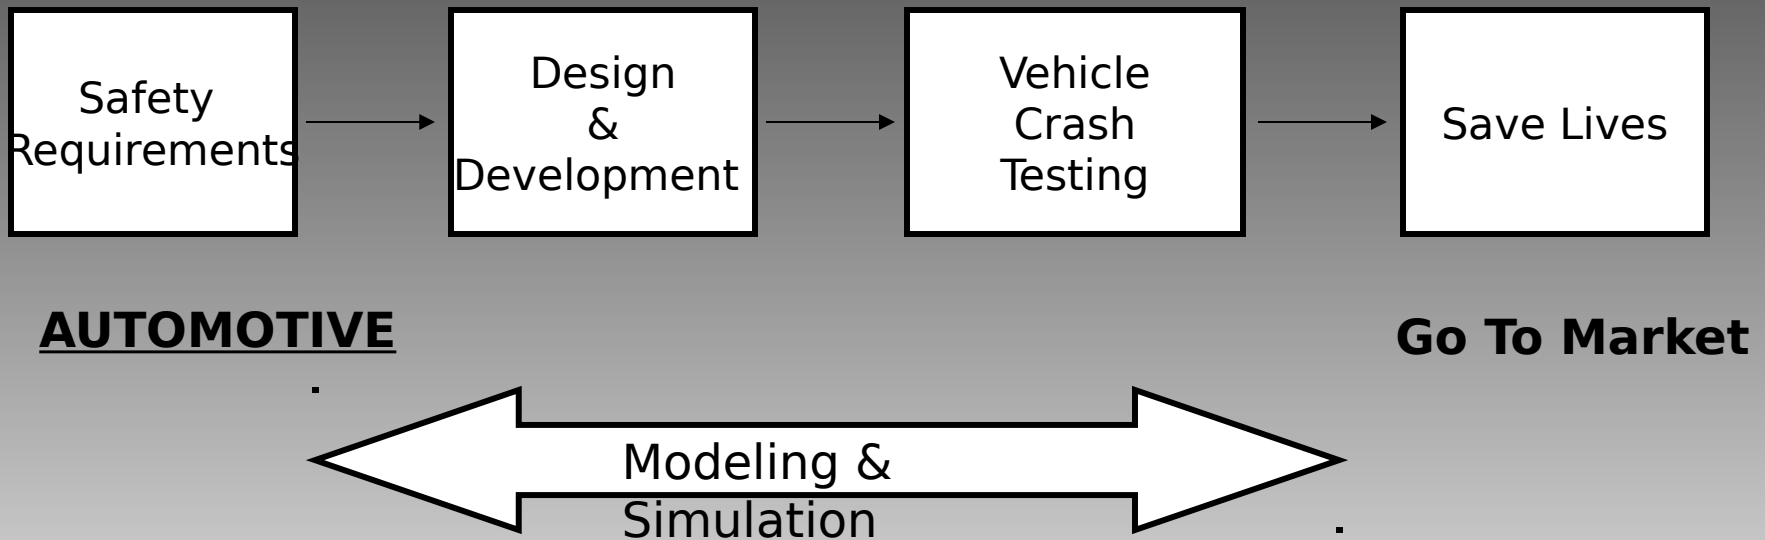 Safety
Requirements
Design
&
Development
Vehicle
Crash
Testing
Save Lives
AUTOMOTIVE
Go To Market
Modeling &
Simulation